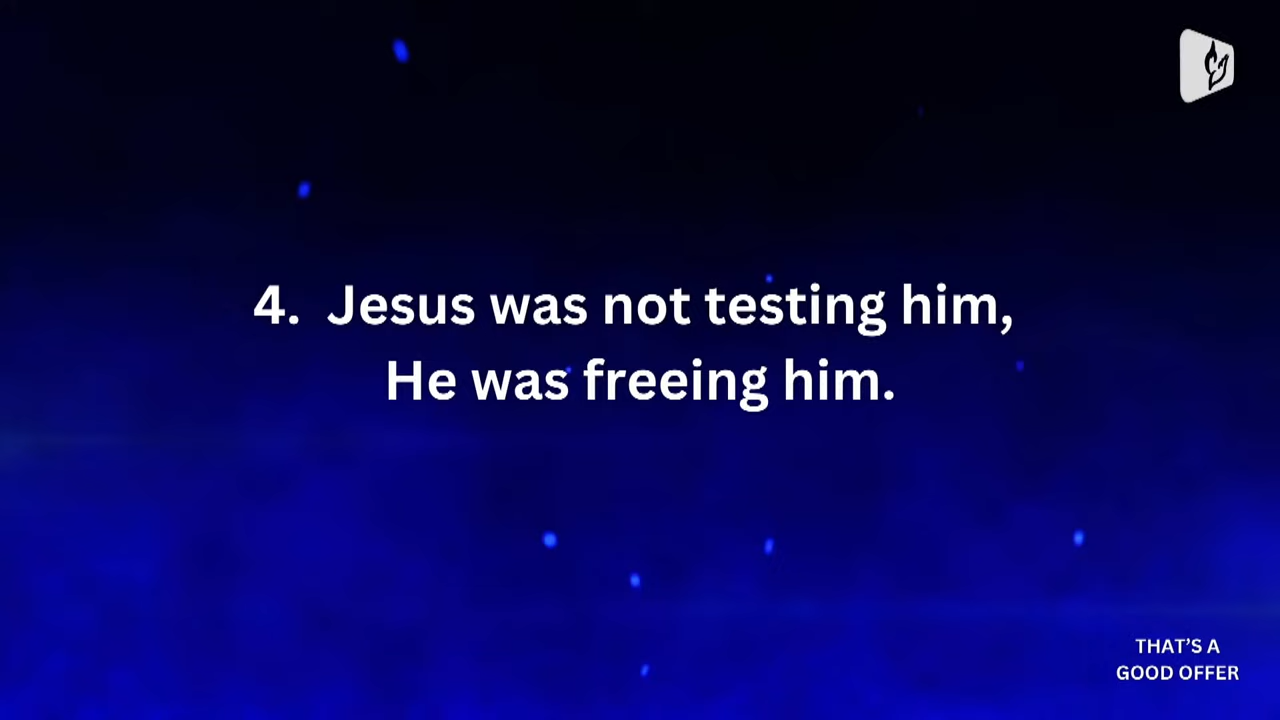 4. Jesus was not testing him,
He was freeing him.
THAT'S A
GOOD OFFER